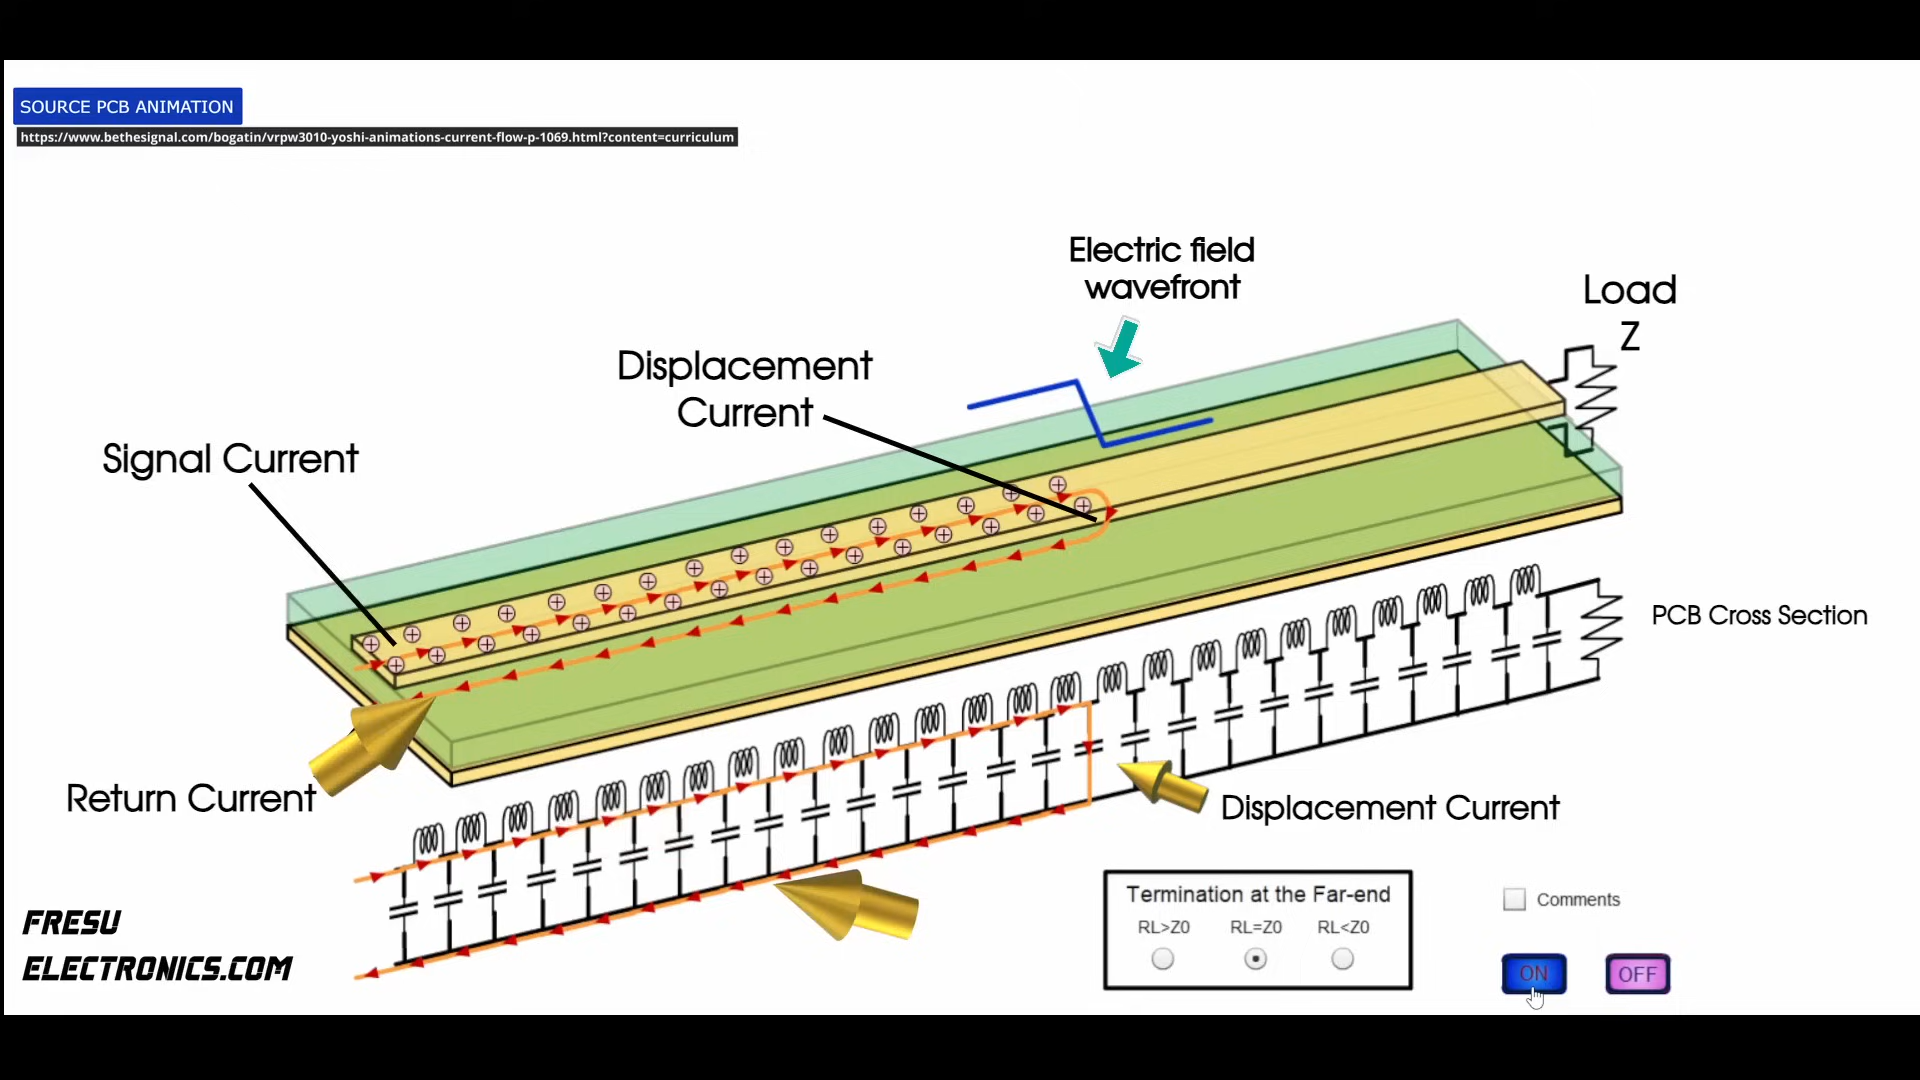 SOURCE PCB ANIMATION
https://www.bethesignal.com/bogatin/vrpw3010-yoshi-animations-current-flow-p-1069.html?content=curriculum
Electric field
wavefront
Load
Z
Displacement
Current
Signal Current
PCB Cross Section
Return Current
Displacement Current
Termination at the Far-end
RL>Z0 RL=Z0 RL<Z0
Comments
ON OFF
FRESU
ELECTRONICS.COM